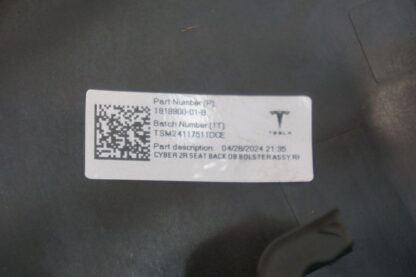 Part Number (P)
1818900-01-B
Batch Number (1T)
TSM24117511DCE
TESLA
Part description: 04/28/2024 21:35
CYBER 2R SEAT BACK OB BOLSTER ASSY RH